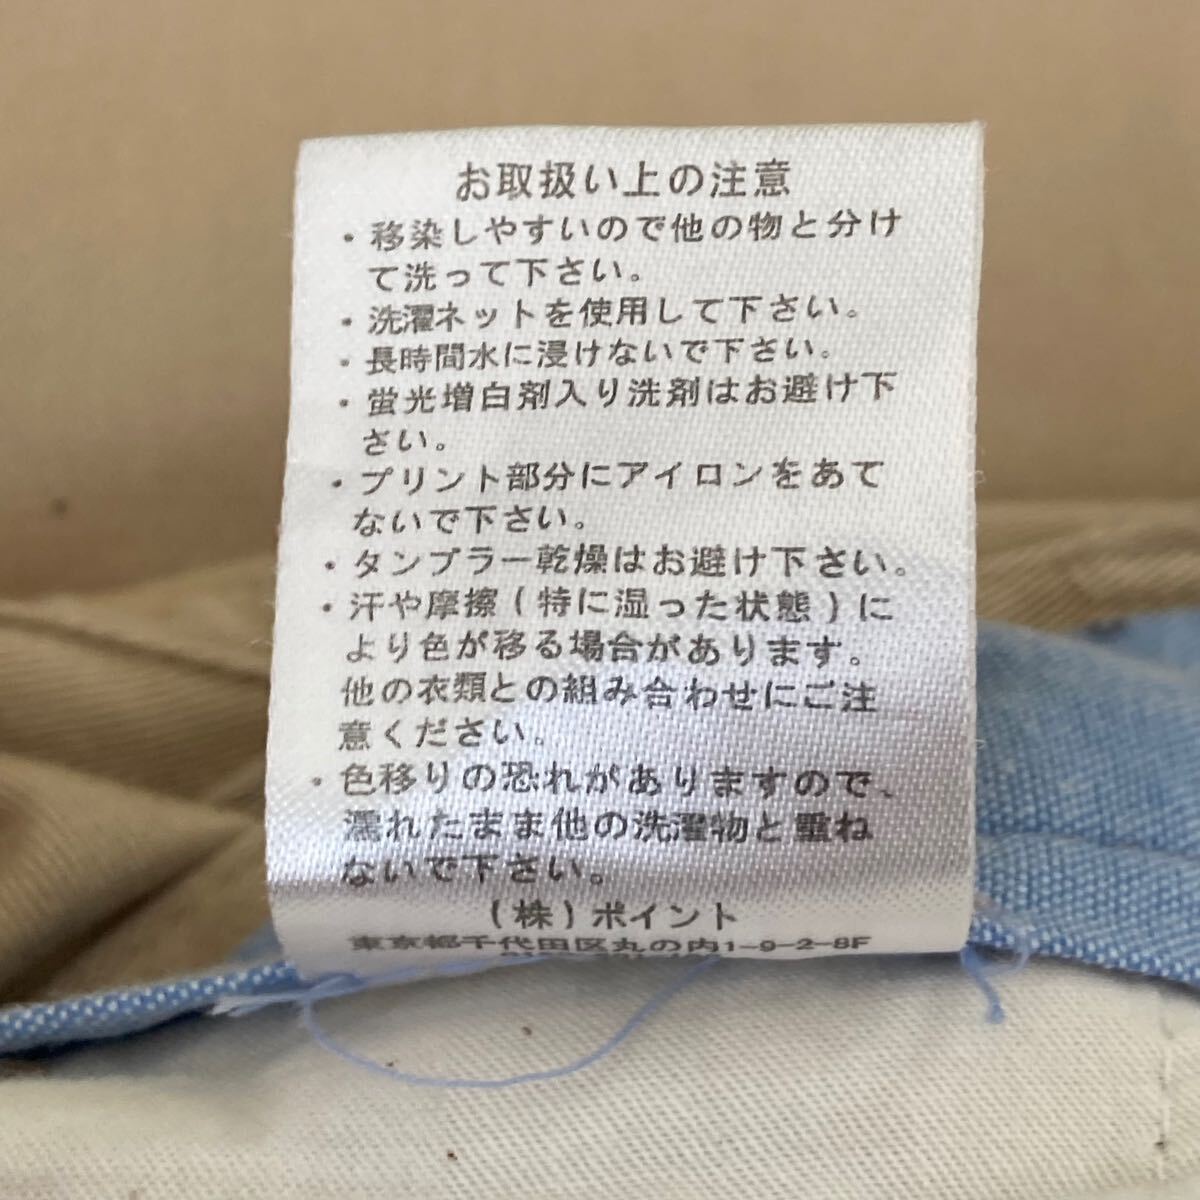 お取扱い上の注意
・移染しやすいので他の物と分け
て洗って下さい。
・洗濯ネットを使用して下さい。
・長時間水に浸けないで下さい。
・蛍光増白剤入り洗剤はお避け下
さい。
・プリント部分にアイロンをあて
ないで下さい。
・タンブラー乾燥はお避け下さい。
・汗や摩擦(特に湿った状態)に
より色が移る場合があります。
他の衣類との組み合わせにご注
意ください。
・色移りの恐れがありますので、
濡れたまま他の洗濯物と重ね
ないで下さい。
(株)ポイント
東京都千代田区丸の内1-9-2-8F